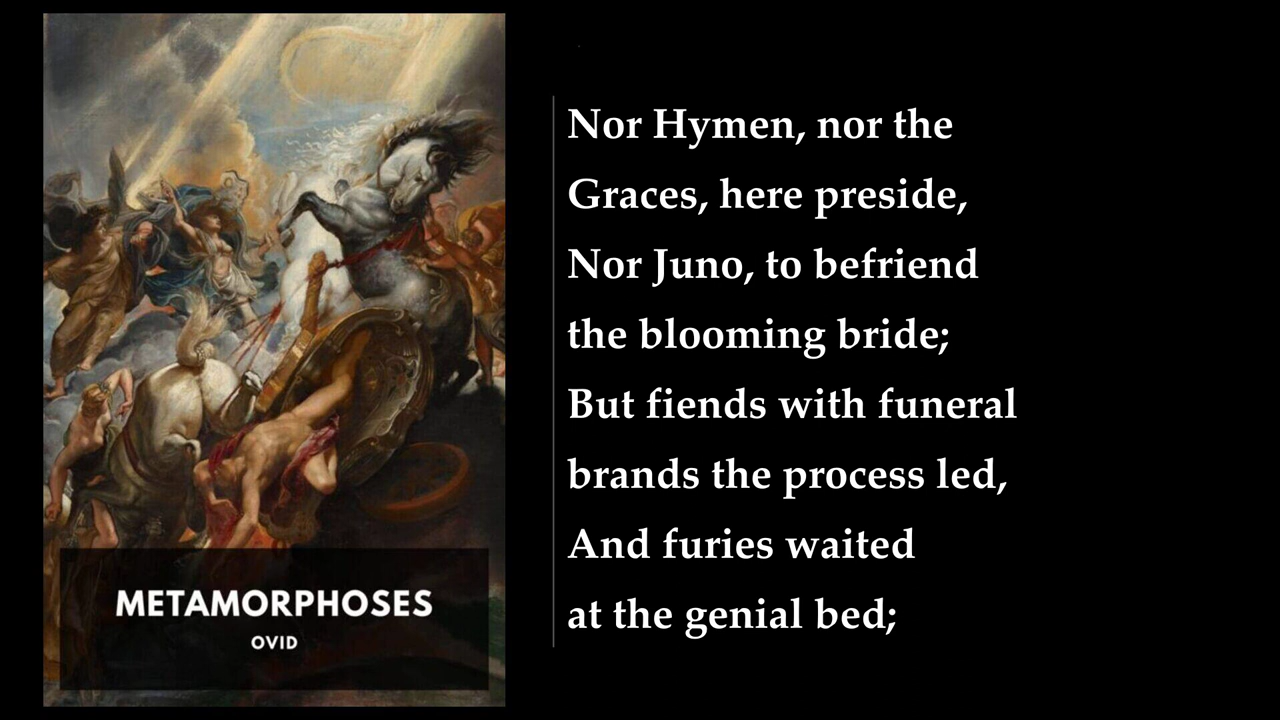 METAMORPHOSES
OVID
Nor Hymen, nor the
Graces, here preside,
Nor Juno, to befriend
the blooming bride;
But fiends with funeral
brands the process led,
And furies waited
at the genial bed;